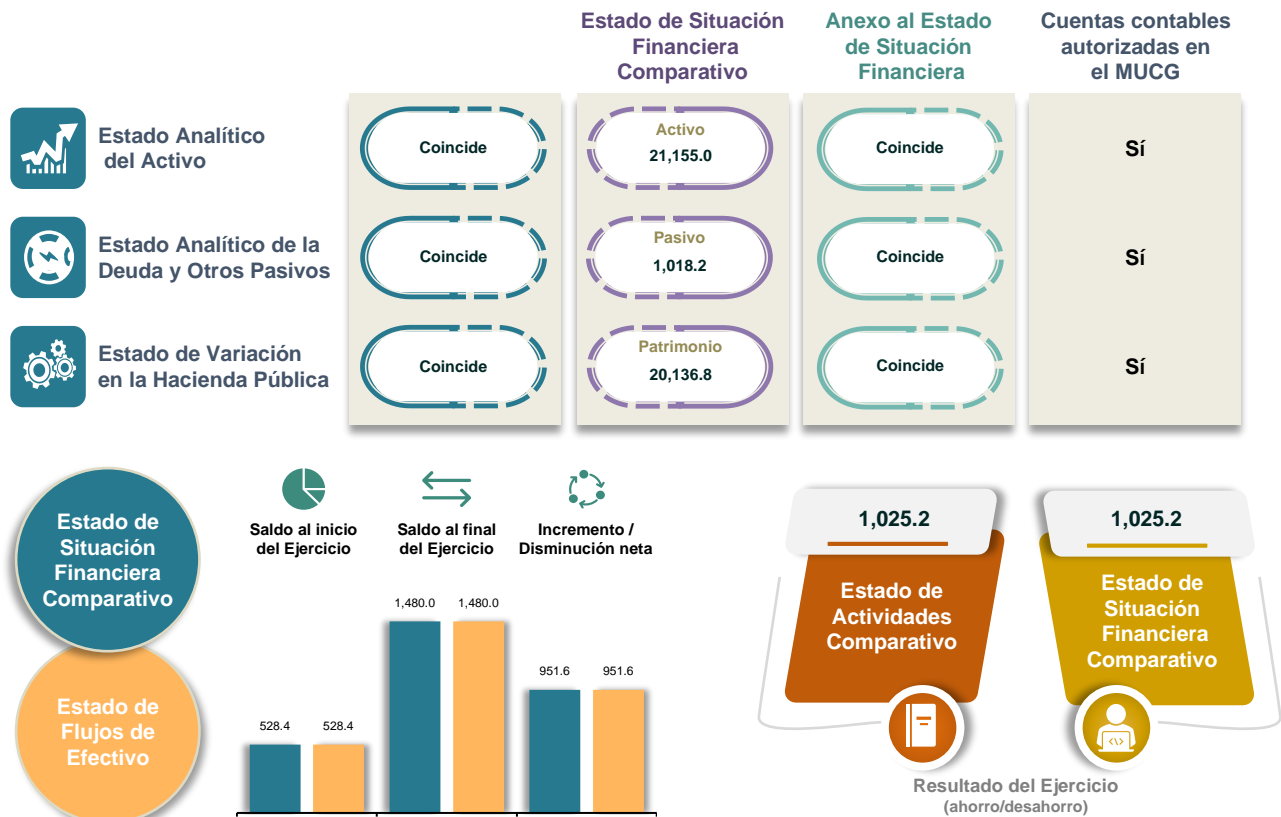 Estado de Situación
Financiera
Comparativo
Anexo al Estado
de Situación
Financiera
Cuentas contables
autorizadas en
el MUCG
Estado Analítico
del Activo
Coincide
Activo
21,155.0
Coincide
Sí
Estado Analítico de la
Deuda y Otros Pasivos
Coincide
Pasivo
1,018.2
Coincide
Sí
Estado de Variación
en la Hacienda Pública
Coincide
Patrimonio
20,136.8
Coincide
Sí
Estado de
Situación
Financiera
Comparativo
Estado de
Flujos de
Efectivo
Saldo al inicio
del Ejercicio
Saldo al final
del Ejercicio
Incremento /
Disminución neta
528.4
528.4
1,480.0
1,480.0
951.6
951.6
1,025.2
Estado de
Actividades
Comparativo
1,025.2
Estado de
Situación
Financiera
Comparativo
Resultado del Ejercicio
(ahorro/desahorro)